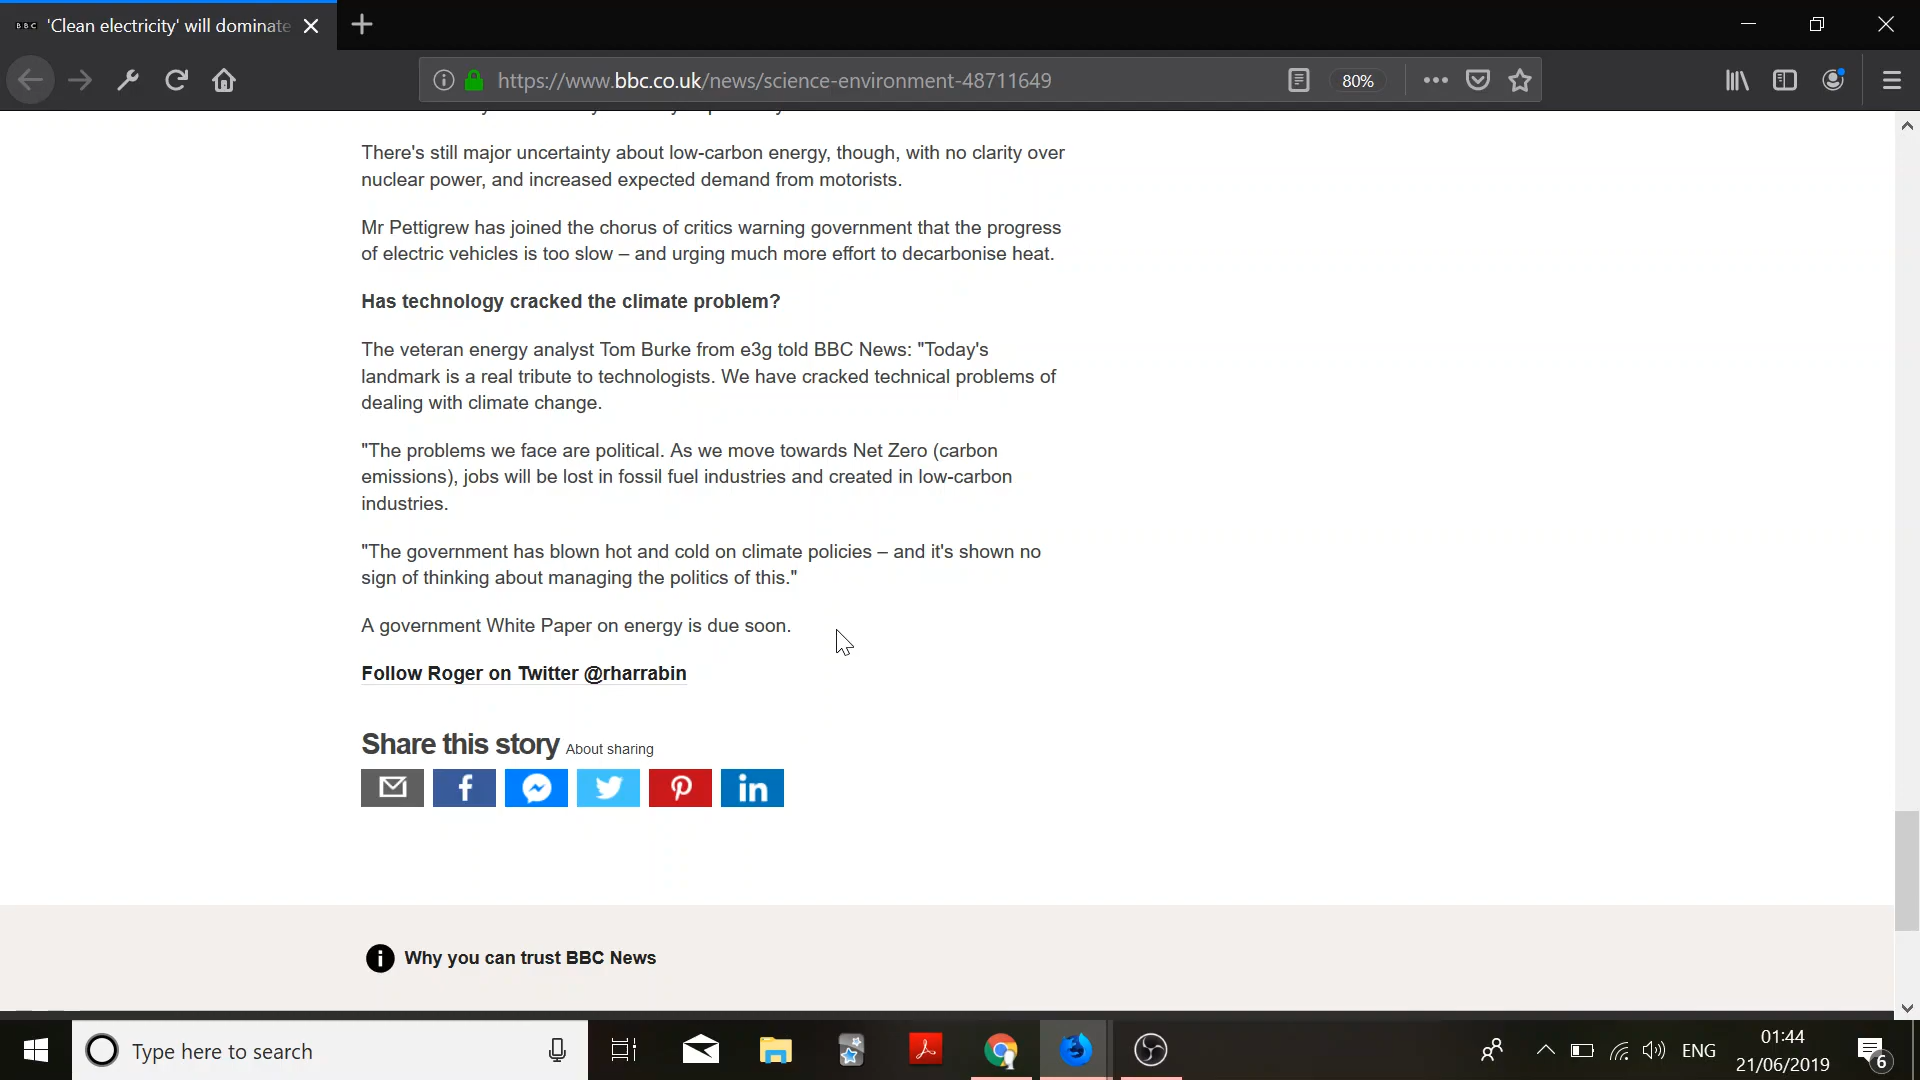 BBC 'Clean electricity' will dominate
https://www.bbc.co.uk/news/science-environment-48711649
80%
There's still major uncertainty about low-carbon energy, though, with no clarity over
nuclear power, and increased expected demand from motorists.
Mr Pettigrew has joined the chorus of critics warning government that the progress
of electric vehicles is too slow – and urging much more effort to decarbonise heat.
Has technology cracked the climate problem?
The veteran energy analyst Tom Burke from e3g told BBC News: "Today's
landmark is a real tribute to technologists. We have cracked technical problems of
dealing with climate change.
"The problems we face are political. As we move towards Net Zero (carbon
emissions), jobs will be lost in fossil fuel industries and created in low-carbon
industries.
"The government has blown hot and cold on climate policies – and it's shown no
sign of thinking about managing the politics of this."
A government White Paper on energy is due soon.
Follow Roger on Twitter @rharrabin
Share this story About sharing
Why you can trust BBC News
Type here to search
ENG
01:44
21/06/2019
6